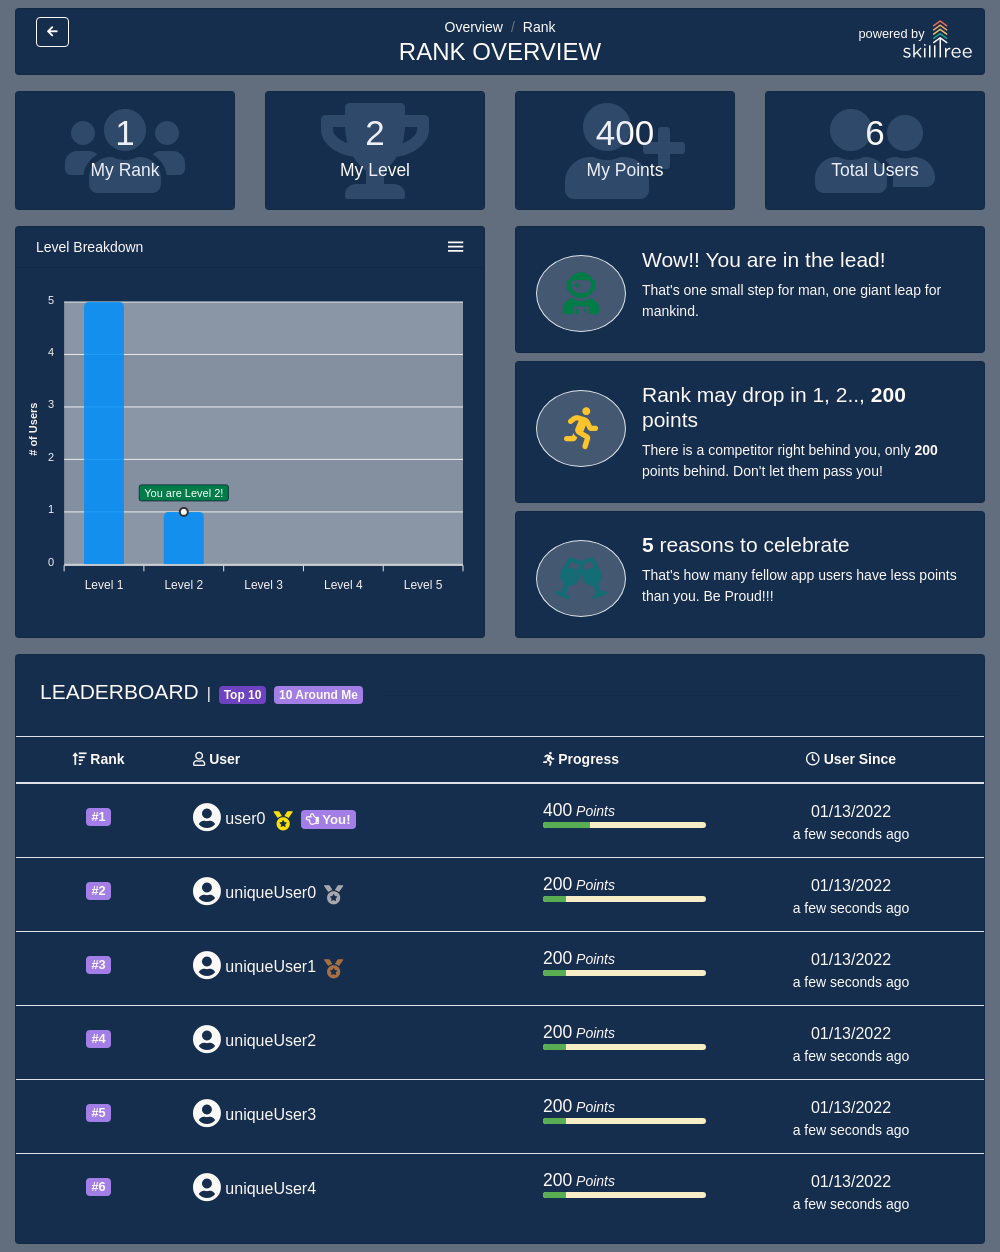 Overview / Rank
RANK OVERVIEW
powered by
skilltree
1
My Rank
2
My Level
400
My Points
6
Total Users
Level Breakdown
# of Users
5
4
3
2
1
0
You are Level 2!
Level 1 Level 2 Level 3 Level 4 Level 5
Wow!! You are in the lead!
That's one small step for man, one giant leap for
mankind.
Rank may drop in 1, 2.., 200
points
There is a competitor right behind you, only 200
points behind. Don't let them pass you!
5 reasons to celebrate
That's how many fellow app users have less points
than you. Be Proud!!!
LEADERBOARD | Top 10 10 Around Me
Rank User Progress User Since
#1 user0 You! 400 Points 01/13/2022
a few seconds ago
#2 uniqueUser0 200 Points 01/13/2022
a few seconds ago
#3 uniqueUser1 200 Points 01/13/2022
a few seconds ago
#4 uniqueUser2 200 Points 01/13/2022
a few seconds ago
#5 uniqueUser3 200 Points 01/13/2022
a few seconds ago
#6 uniqueUser4 200 Points 01/13/2022
a few seconds ago